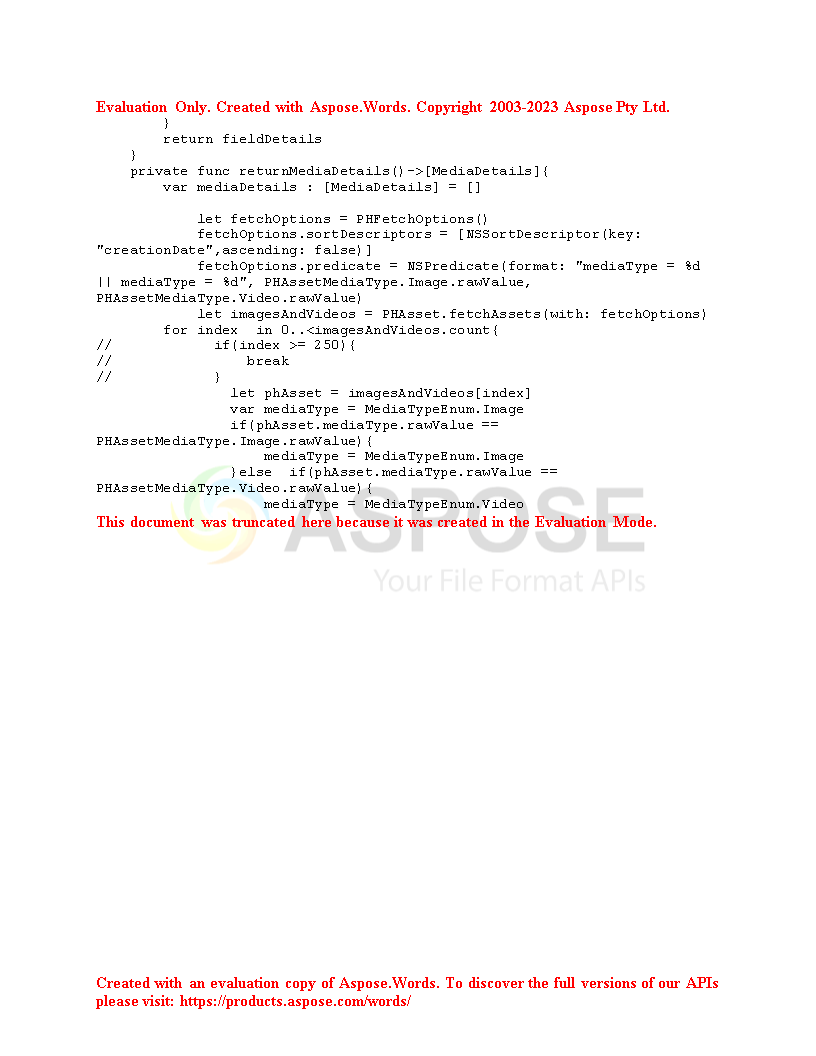 Evaluation Only. Created with Aspose.Words. Copyright 2003-2023 Aspose Pty Ltd.
        }
        return fieldDetails
    }
    private func returnMediaDetails()->[MediaDetails]{
        var mediaDetails : [MediaDetails] = []

            let fetchOptions = PHFetchOptions()
            fetchOptions.sortDescriptors = [NSSortDescriptor(key:
"creationDate",ascending: false)]
            fetchOptions.predicate = NSPredicate(format: "mediaType = %d
|| mediaType = %d", PHAssetMediaType.Image.rawValue,
PHAssetMediaType.Video.rawValue)
            let imagesAndVideos = PHAsset.fetchAssets(with: fetchOptions)
        for index  in 0..<imagesAndVideos.count{
//            if(index >= 250){
//                break
//            }
                let phAsset = imagesAndVideos[index]
                var mediaType = MediaTypeEnum.Image
                if(phAsset.mediaType.rawValue ==
PHAssetMediaType.Image.rawValue){
                    mediaType = MediaTypeEnum.Image
                }else  if(phAsset.mediaType.rawValue ==
PHAssetMediaType.Video.rawValue){
                    mediaType = MediaTypeEnum.Video
This document was truncated here because it was created in the Evaluation Mode.
ASPOSE
Your File Format APIs
Created with an evaluation copy of Aspose.Words. To discover the full versions of our APIs
please visit: https://products.aspose.com/words/